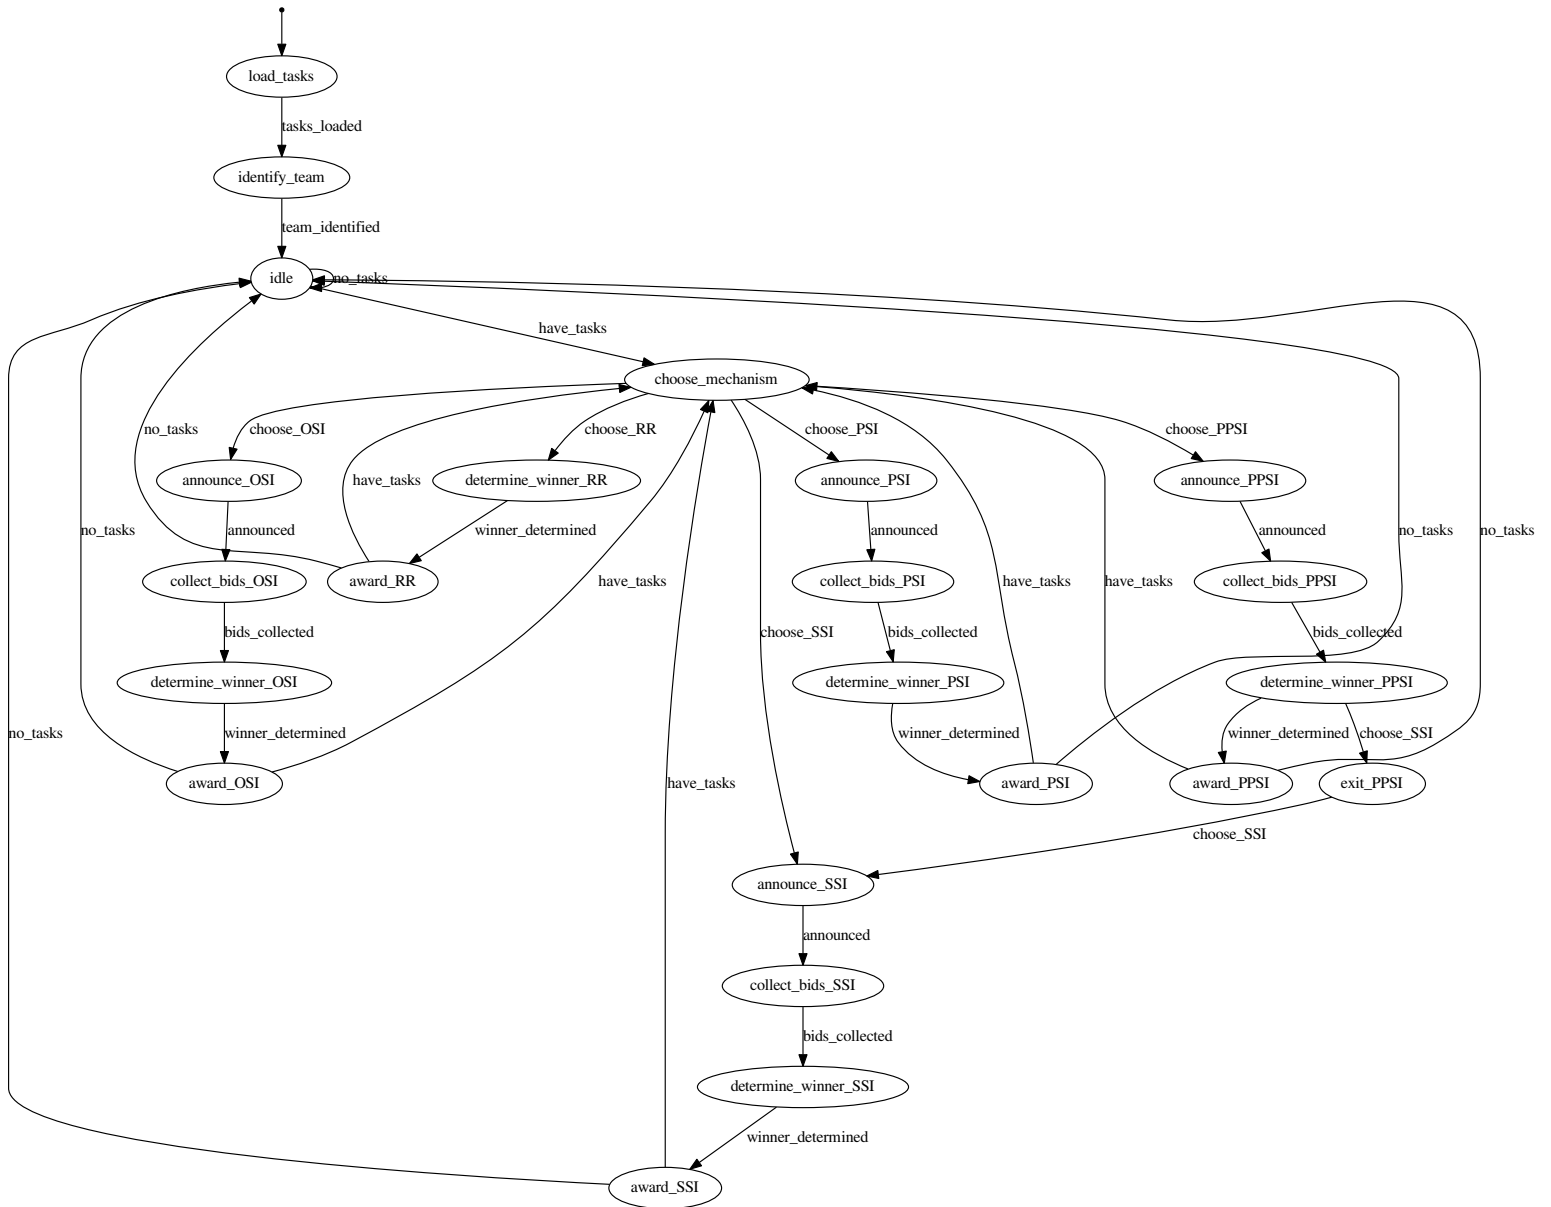 load_tasks
tasks_loaded
identify_team
team_identified
idle
no_tasks
have_tasks
choose_mechanism
choose_OSI
choose_RR
choose_PSI
choose_PPSI
no_tasks
announce_OSI
have_tasks
determine_winner_RR
announce_PSI
announce_PPSI
no_tasks
announced
winner_determined
announced
announced
no_tasks
no_tasks
collect_bids_OSI
award_RR
have_tasks
collect_bids_PSI
have_tasks
have_tasks
collect_bids_PPSI
bids_collected
choose_SSI
bids_collected
bids_collected
determine_winner_OSI
determine_winner_PSI
determine_winner_PPSI
no_tasks
winner_determined
winner_determined
winner_determined
choose_SSI
award_OSI
have_tasks
award_PSI
award_PPSI
exit_PPSI
choose_SSI
announce_SSI
announced
collect_bids_SSI
bids_collected
determine_winner_SSI
winner_determined
award_SSI